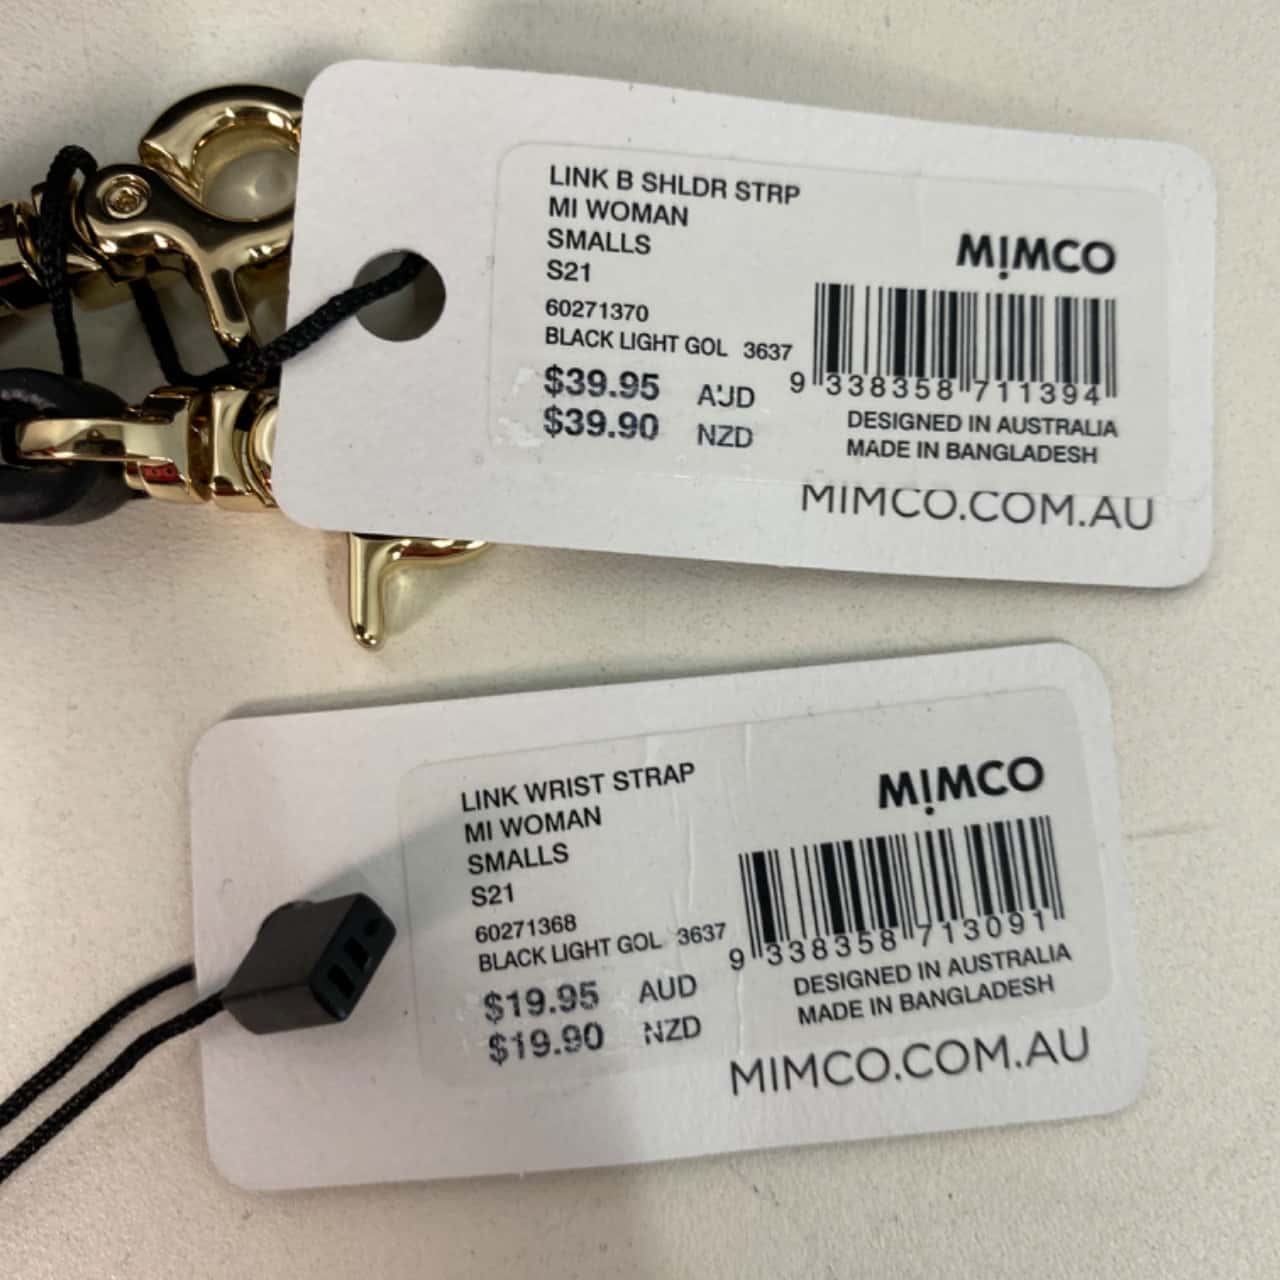 LINK B SHLDR STRP
MI WOMAN
SMALLS
S21
60271370
BLACK LIGHT GOL 3637
$39.95 AUD
$39.90 NZD
MIMCO
9 338358 711394
DESIGNED IN AUSTRALIA
MADE IN BANGLADESH
MIMCO.COM.AU
LINK WRIST STRAP
MI WOMAN
SMALLS
S21
60271368
BLACK LIGHT GOL 3637
$19.95 AUD
$19.90 NZD
MIMCO
9 338358 713091
DESIGNED IN AUSTRALIA
MADE IN BANGLADESH
MIMCO.COM.AU